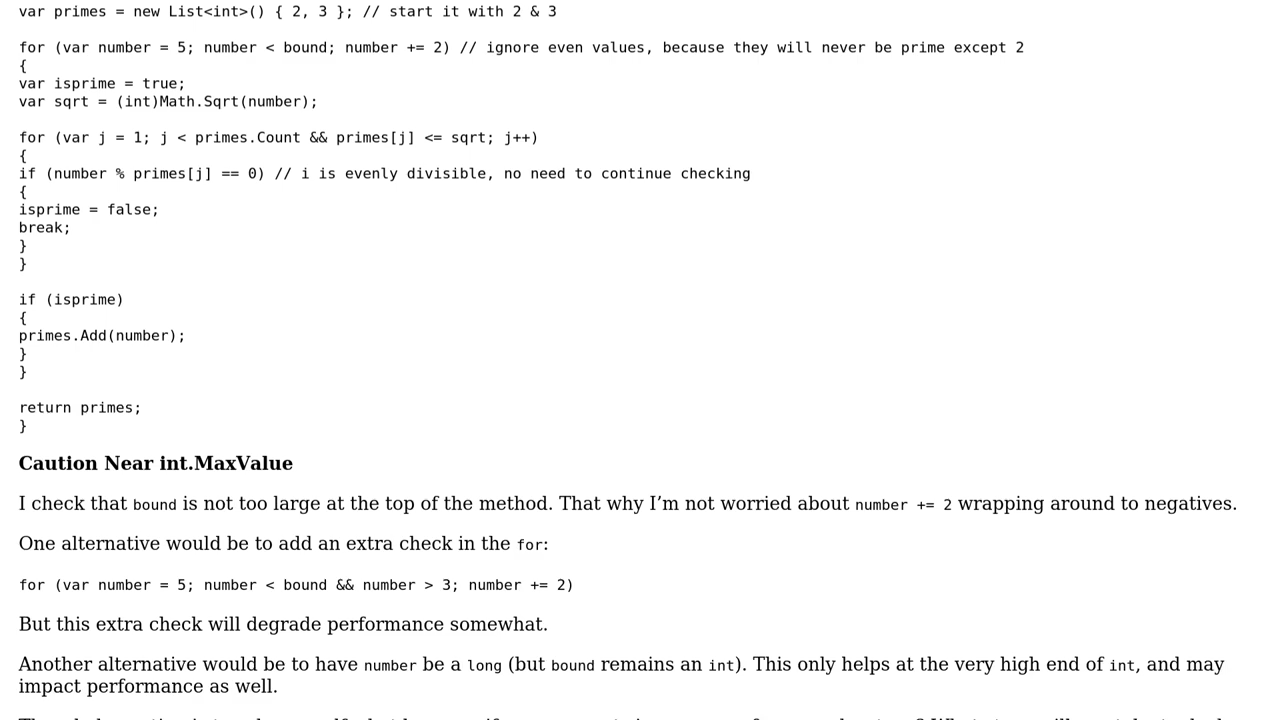 var primes = new List<int>() { 2, 3 }; // start it with 2 & 3
for (var number = 5; number < bound; number += 2) // ignore even values, because they will never be prime except 2
{
var isprime = true;
var sqrt = (int)Math.Sqrt(number);
for (var j = 1; j < primes.Count && primes[j] <= sqrt; j++)
{
if (number % primes[j] == 0) // i is evenly divisible, no need to continue checking
{
isprime = false;
break;
}
}
if (isprime)
{
primes.Add(number);
}
}
return primes;
}
Caution Near int.MaxValue
I check that bound is not too large at the top of the method. That why I’m not worried about number += 2 wrapping around to negatives.
One alternative would be to add an extra check in the for:
for (var number = 5; number < bound && number > 3; number += 2)
But this extra check will degrade performance somewhat.
Another alternative would be to have number be a long (but bound remains an int). This only helps at the very high end of int, and may
impact performance as well.